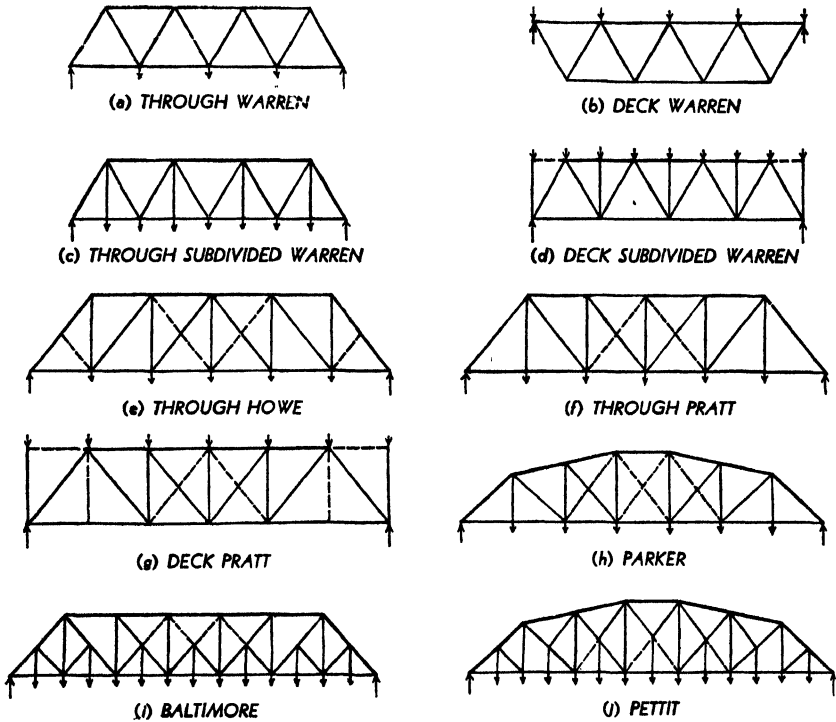 (a) THROUGH WARREN
(b) DECK WARREN
(c) THROUGH SUBDIVIDED WARREN
(d) DECK SUBDIVIDED WARREN
(e) THROUGH HOWE
(f) THROUGH PRATT
(g) DECK PRATT
(h) PARKER
(i) BALTIMORE
(j) PETTIT